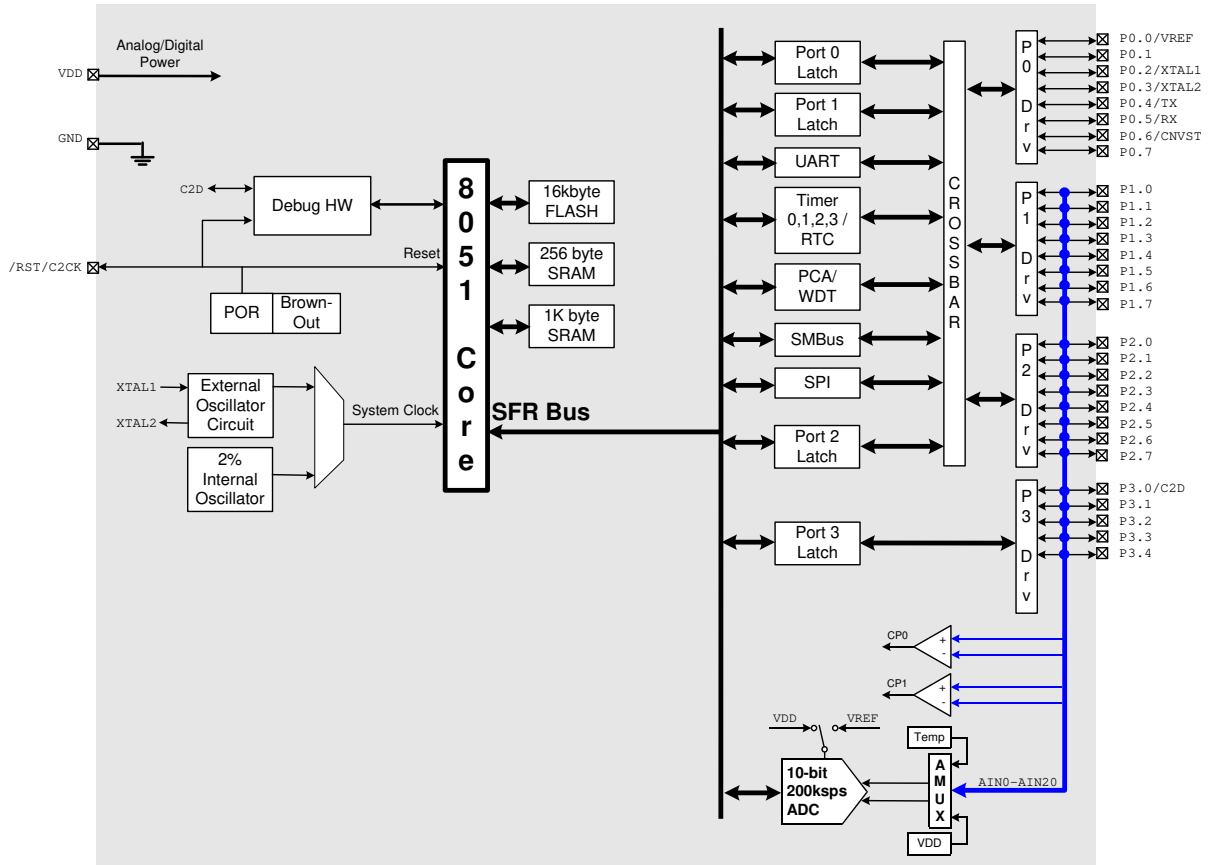 Analog/Digital
Power
VDD
GND
C2D
Debug HW
/RST/C2CK
Reset
POR
Brown-
Out
XTAL1
XTAL2
External
Oscillator
Circuit
2%
Internal
Oscillator
System Clock
8
0
5
1
C
o
r
e
16kbyte
FLASH
256 byte
SRAM
1K byte
SRAM
SFR Bus
Port 0
Latch
Port 1
Latch
UART
Timer
0,1,2,3 /
RTC
PCA/
WDT
SMBus
SPI
Port 2
Latch
Port 3
Latch
C
R
O
S
S
B
A
R
P
0
D
r
v
P
1
D
r
v
P
2
D
r
v
P
3
D
r
v
P0.0/VREF
P0.1
P0.2/XTAL1
P0.3/XTAL2
P0.4/TX
P0.5/RX
P0.6/CNVST
P0.7
P1.0
P1.1
P1.2
P1.3
P1.4
P1.5
P1.6
P1.7
P2.0
P2.1
P2.2
P2.3
P2.4
P2.5
P2.6
P2.7
P3.0/C2D
P3.1
P3.2
P3.3
P3.4
CP0
+
-
CP1
+
-
VDD
VREF
Temp
10-bit
200ksps
ADC
A
M
U
X
AIN0-AIN20
VDD